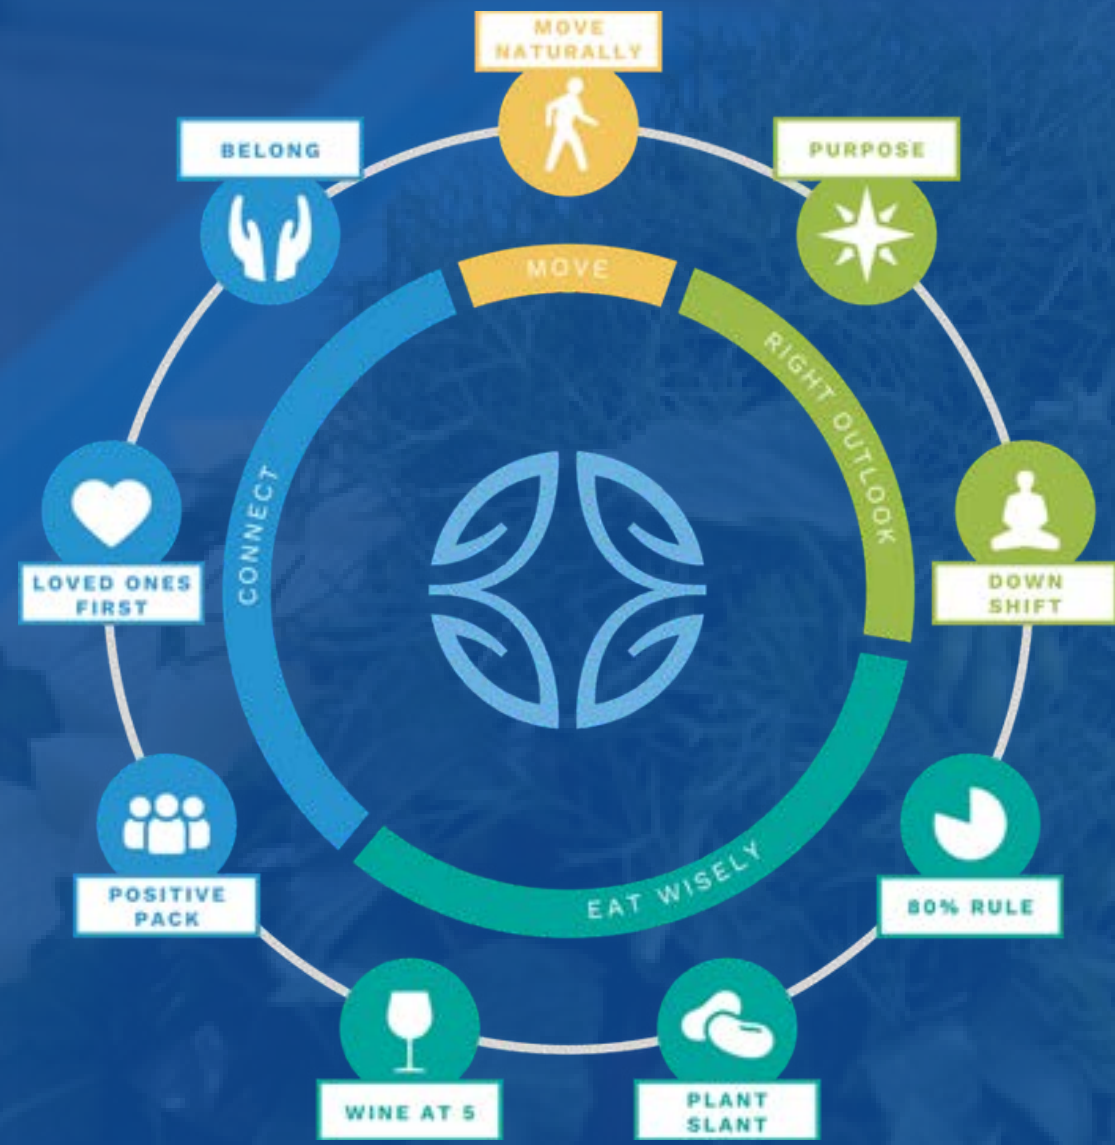 MOVE
NATURALLY
BELONG
PURPOSE
MOVE
RIGHT OUTLOOK
CONNECT
LOVED ONES
FIRST
DOWN
SHIFT
EAT WISELY
POSITIVE
PACK
80% RULE
WINE AT 5
PLANT
SLANT